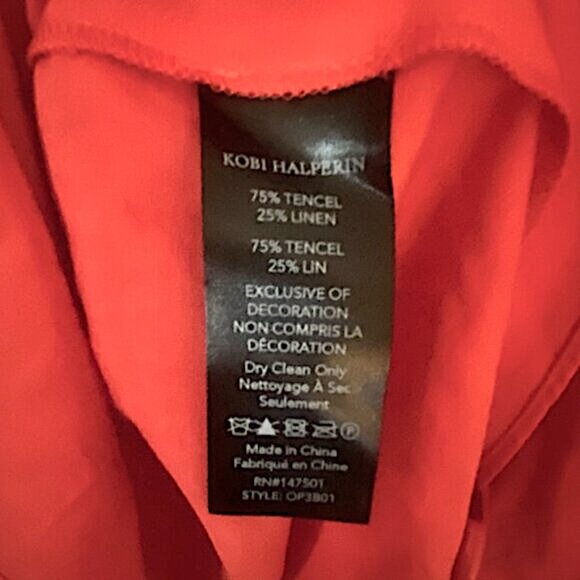 KOBI HALPERIN
75% TENCEL
25% LINEN
75% TENCEL
25% LIN
EXCLUSIVE OF
DECORATION
NON COMPRIS LA
DÉCORATION
Dry Clean Only
Nettoyage À Sec
Seulement
P
Made in China
Fabriqué en Chine
RN#147501
STYLE: OP3B01